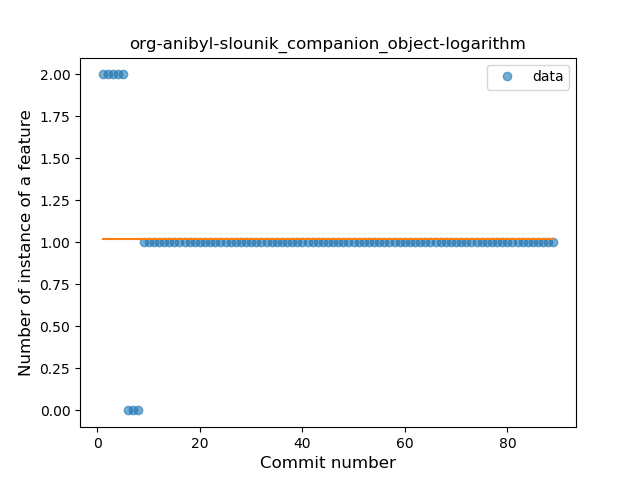 org-anibyl-slounik_companion_object-logarithm
data
Number of instance of a feature
2.00
1.75
1.50
1.25
1.00
0.75
0.50
0.25
0.00
0 20 40 60 80
Commit number